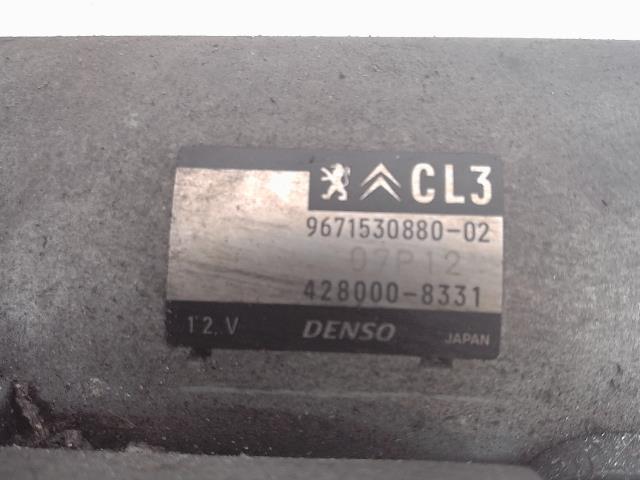 CL3
9671530880-02
07P12
428000-8331
12.V DENSO JAPAN